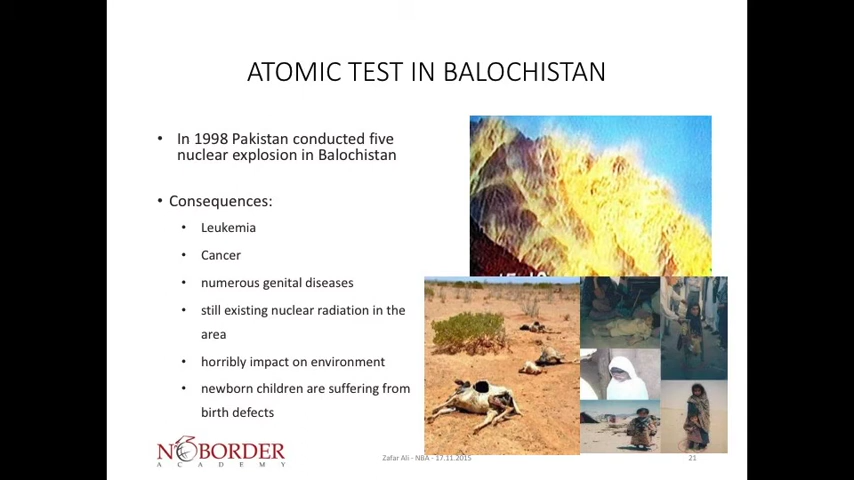 ATOMIC TEST IN BALOCHISTAN
• In 1998 Pakistan conducted five
nuclear explosion in Balochistan
• Consequences:
• Leukemia
• Cancer
• numerous genital diseases
• still existing nuclear radiation in the
area
• horribly impact on environment
• newborn children are suffering from
birth defects
NOBORDER
ACADEMY
Zafar Ali - NBA - 17.11.2015
21